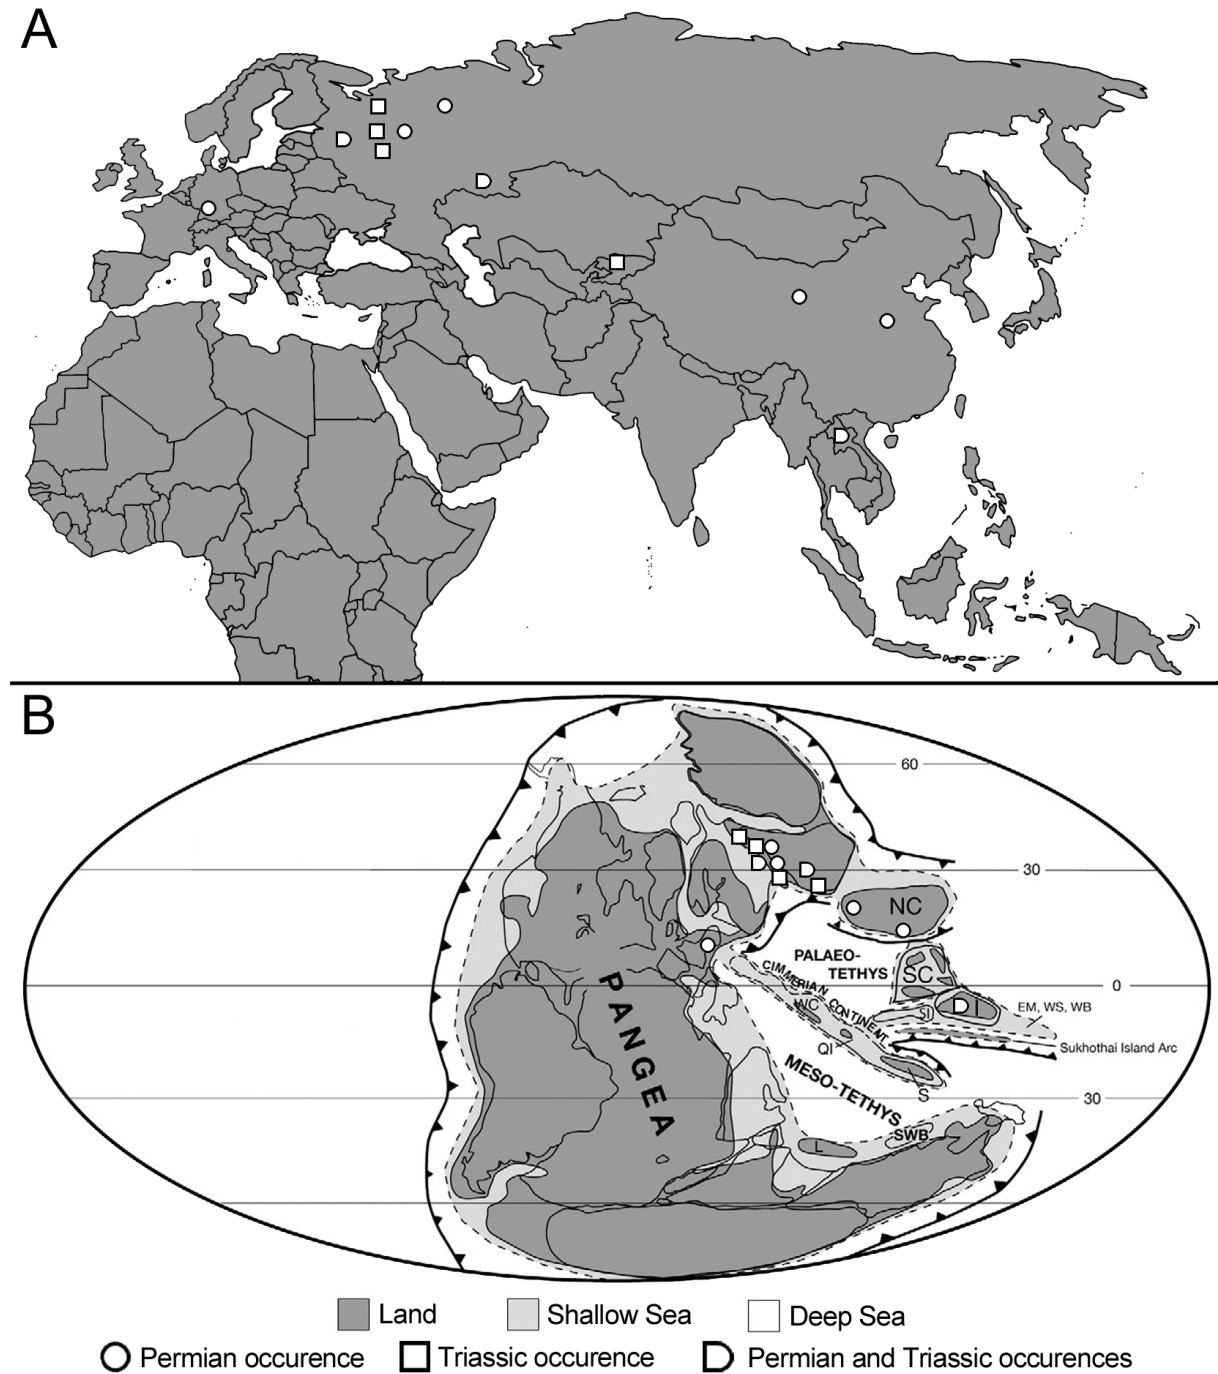 A
B
60
30
NC
PALAEO-
TETHYS
SC
CIMMERIAN CONTINENT
WC
0
SI
I
EM, WS, WB
QI
Sukhothai Island Arc
PANGEA
MESO-TETHYS
S
30
SWB
L
Land
Shallow Sea
Deep Sea
Permian occurence
Triassic occurence
Permian and Triassic occurences